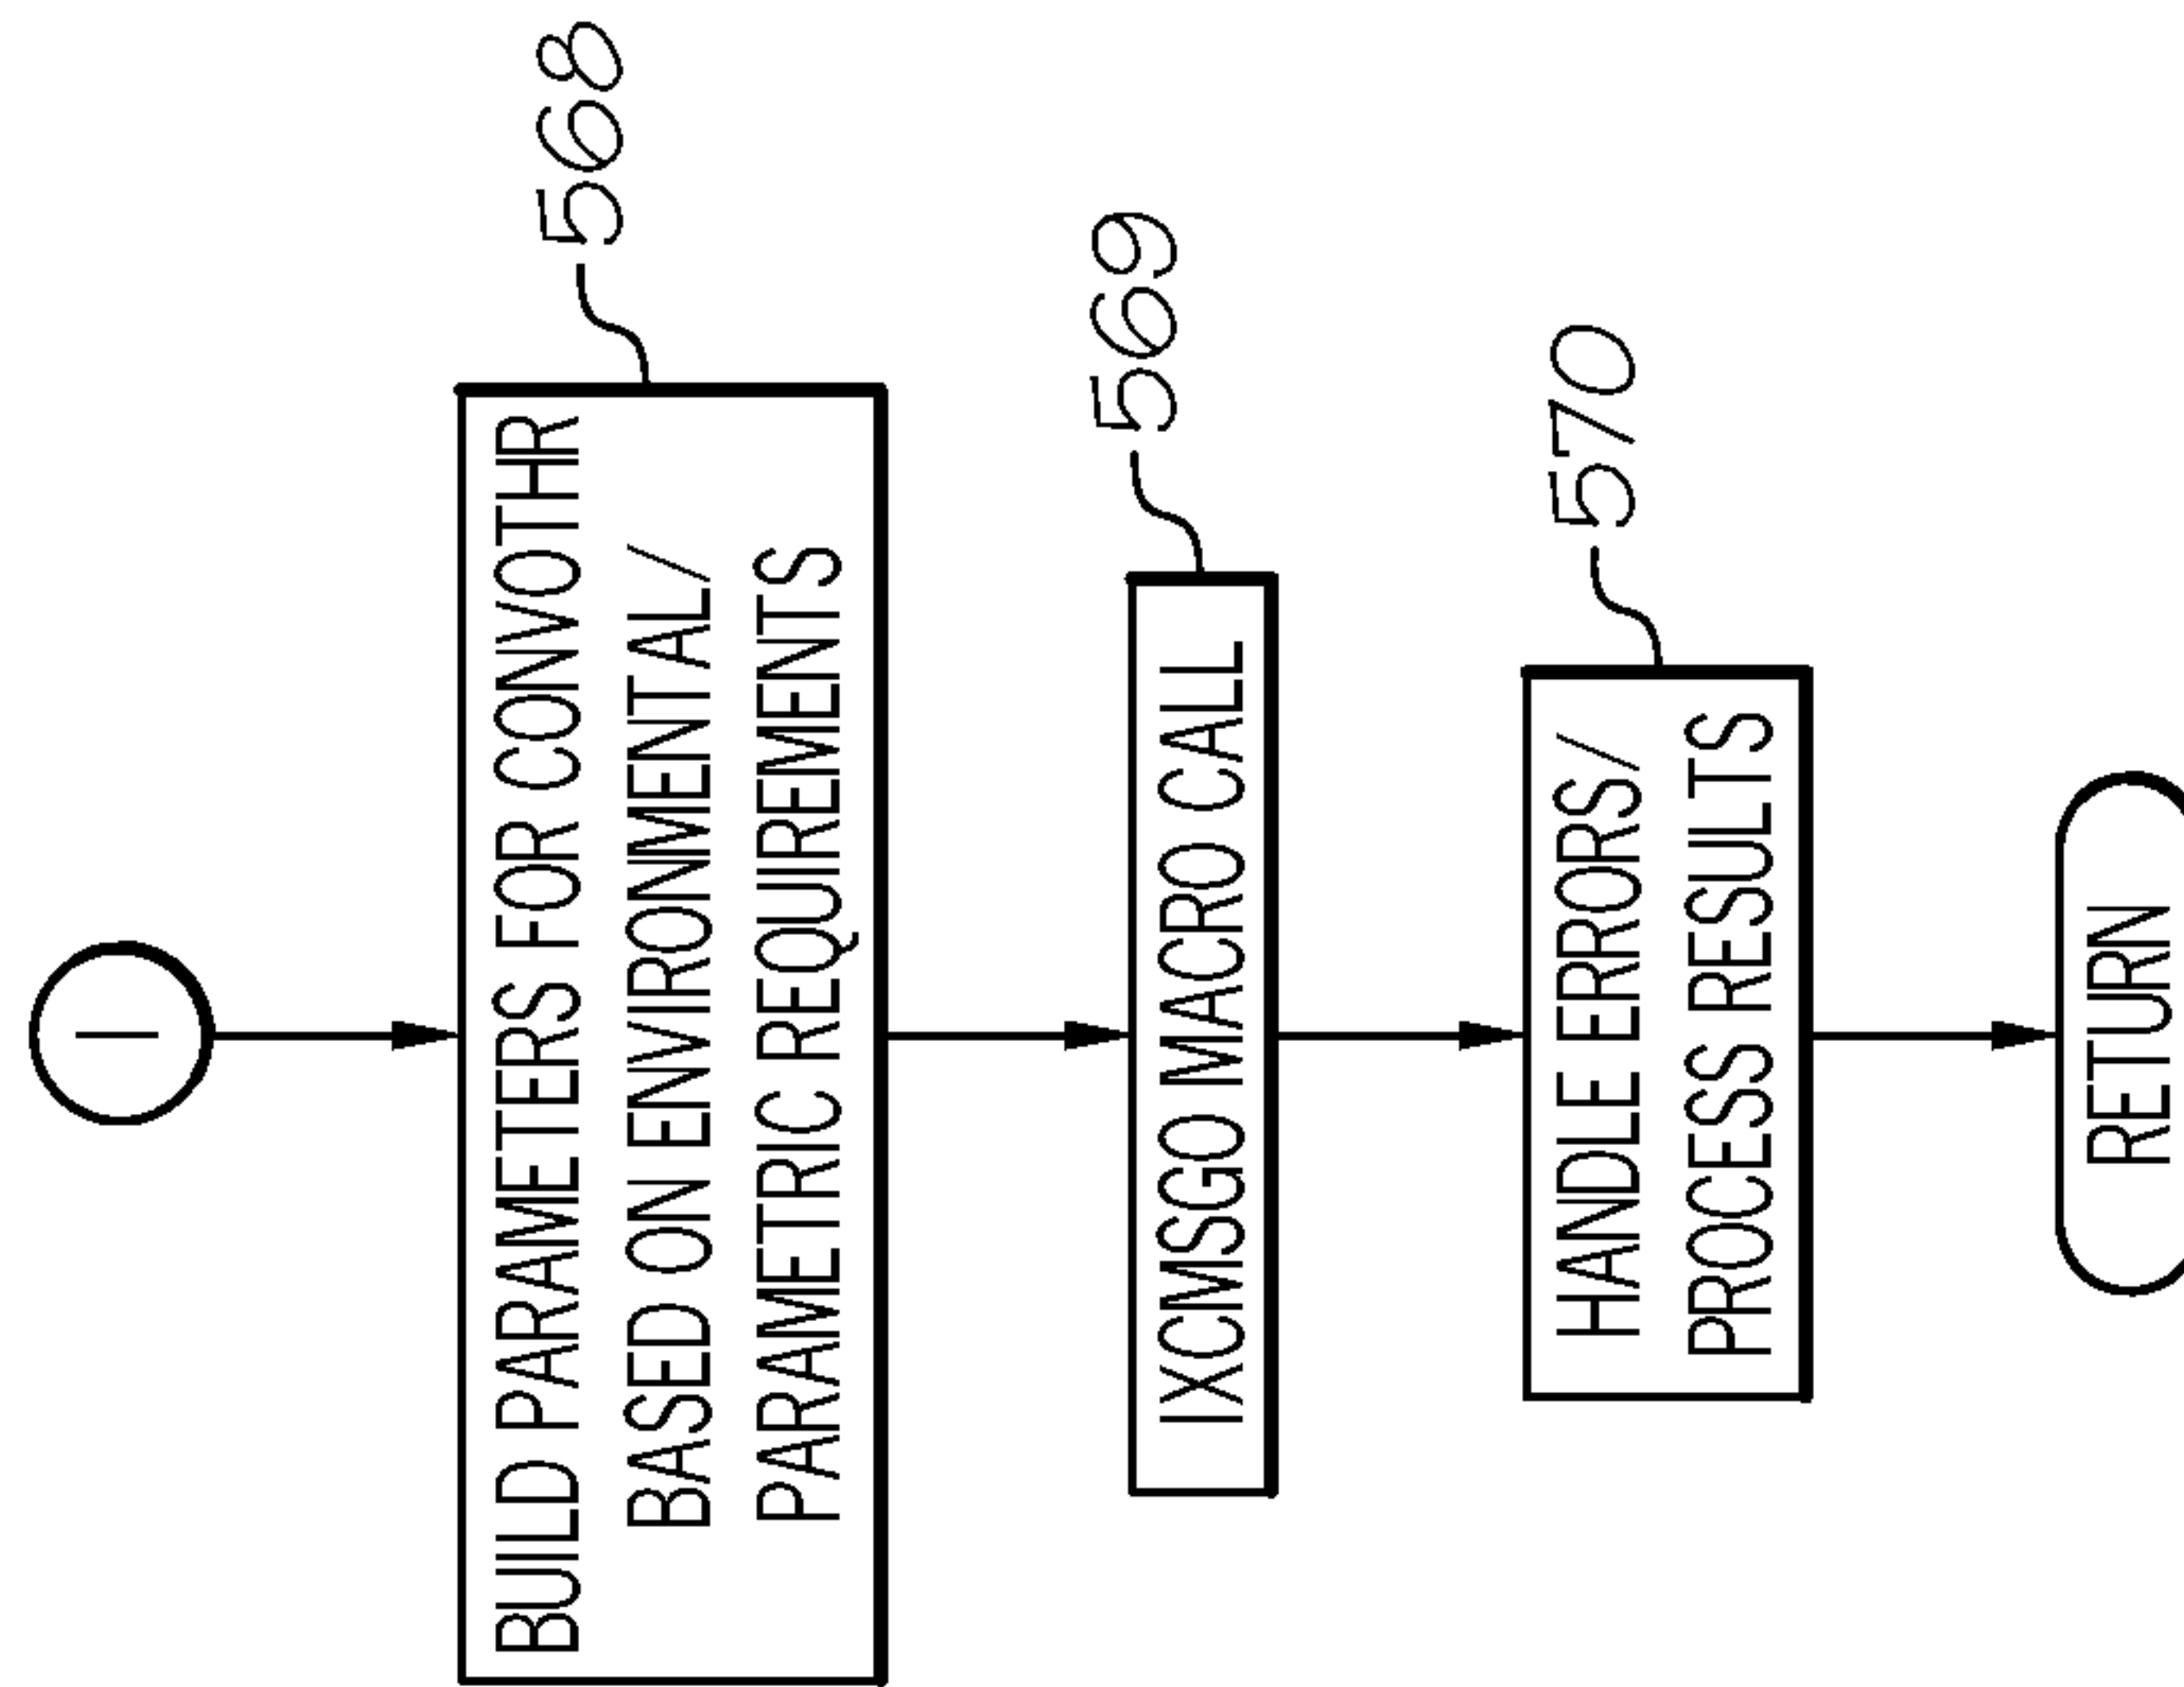 I
568
BUILD PARAMETERS FOR CONVOTHR
BASED ON ENVIRONMENTAL/
PARAMETRIC REQUIREMENTS
569
IXCMSGO MACRO CALL
570
HANDLE ERRORS/
PROCESS RESULTS
RETURN